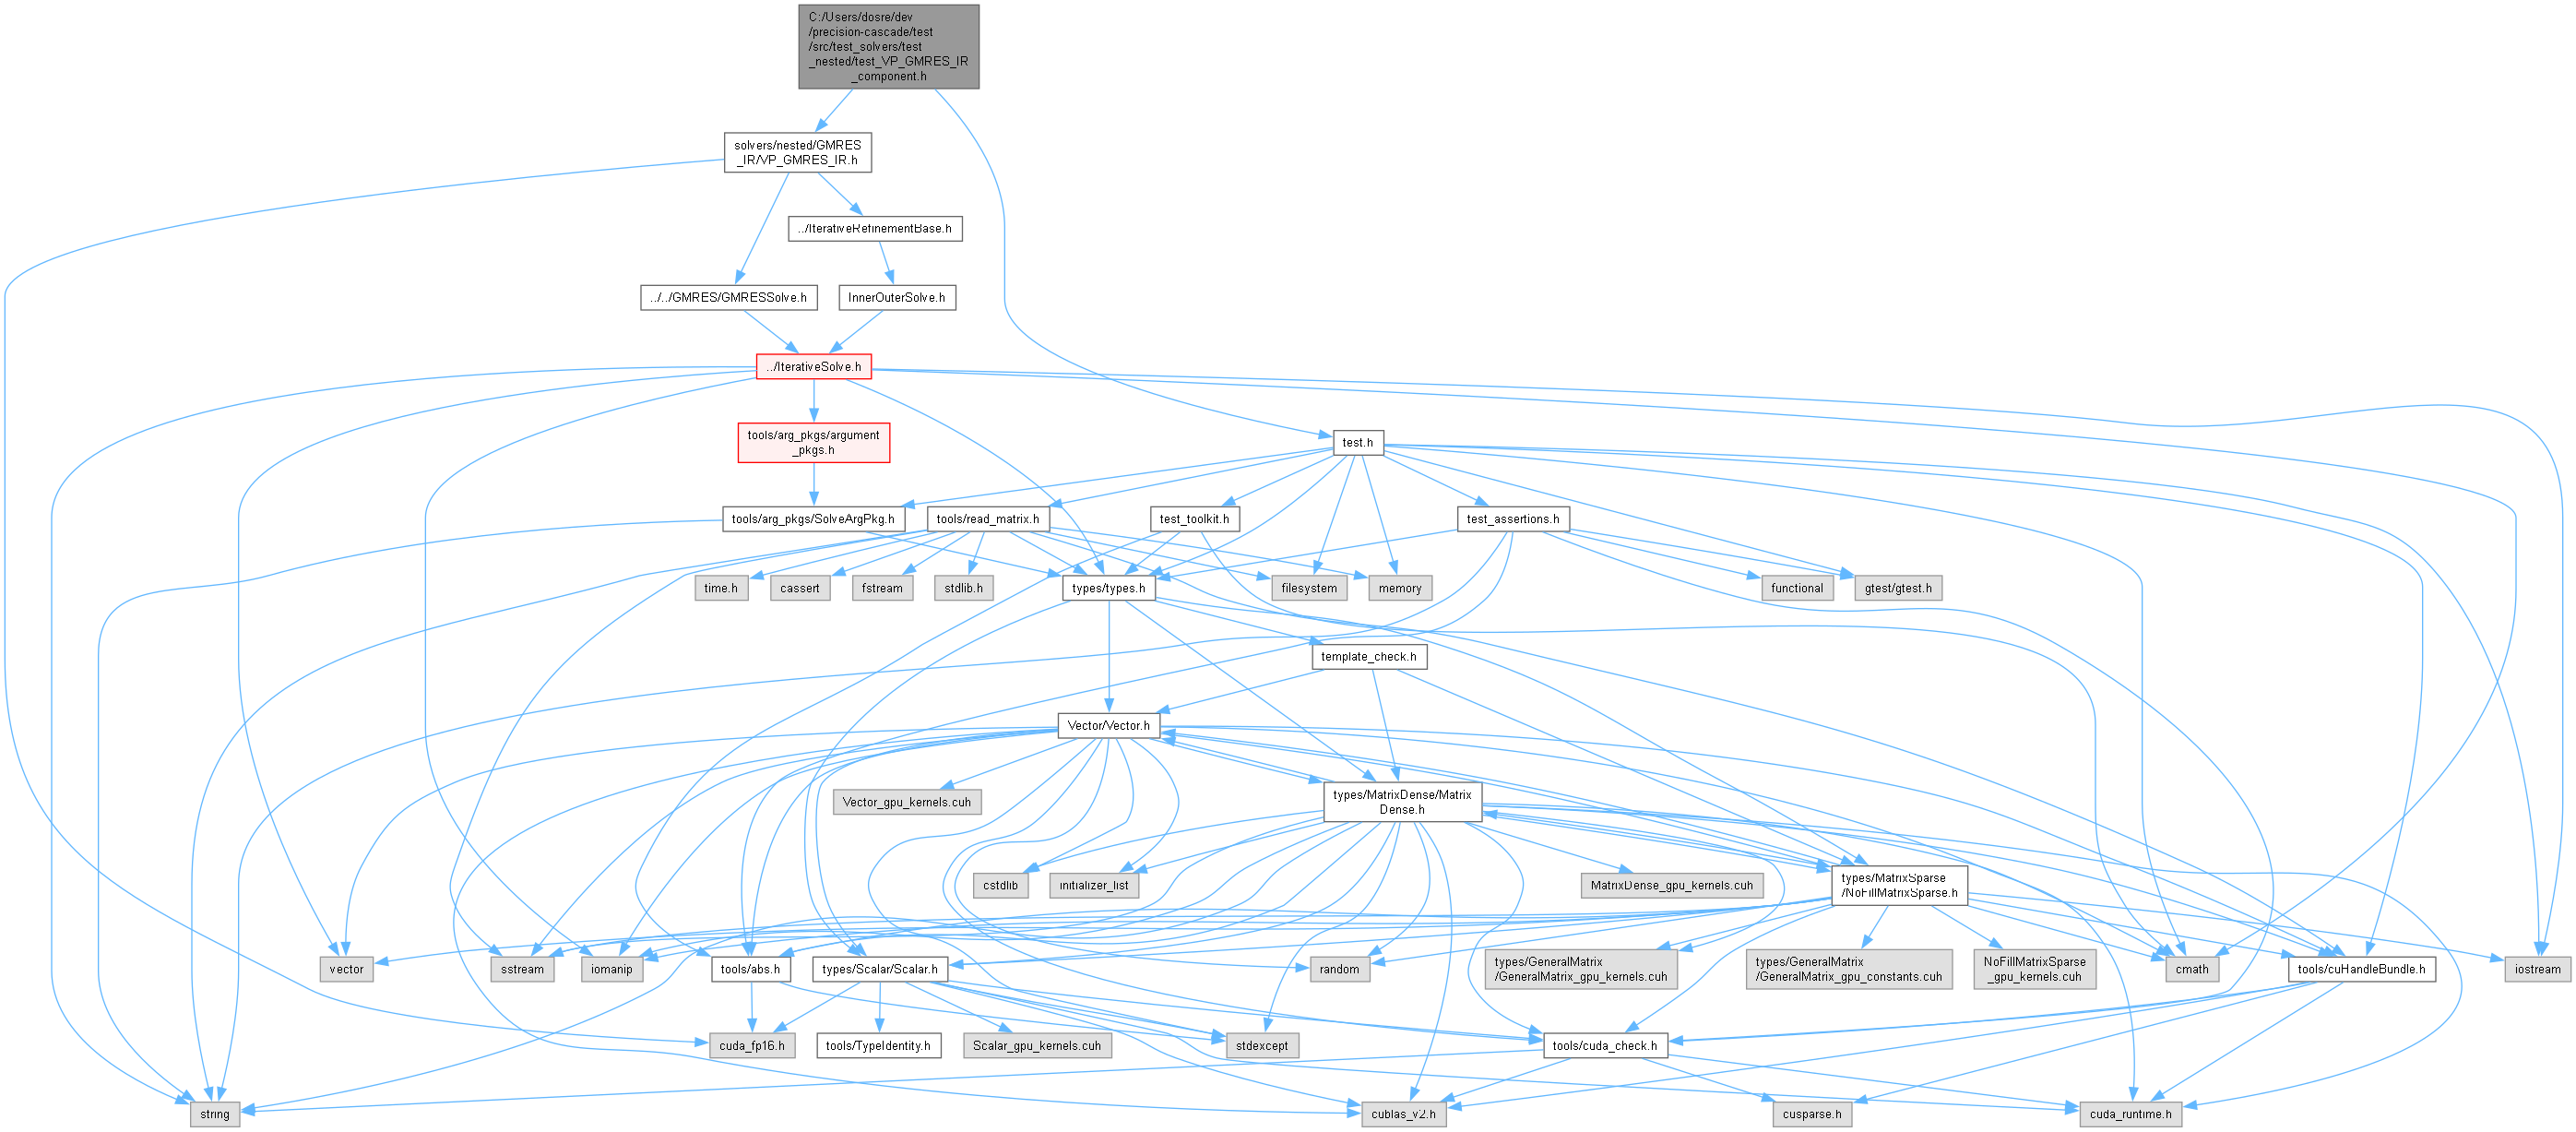 C:/Users/dosre/dev
/precision-cascade/test
/src/test_solvers/test
_nested/test_VP_GMRES_IR
_component.h
solvers/nested/GMRES
_IR/VP_GMRES_IR.h
../IterativeRefinementBase.h
../../GMRES/GMRESSolve.h
InnerOuterSolve.h
../IterativeSolve.h
tools/arg_pkgs/argument
_pkgs.h
test.h
tools/arg_pkgs/SolveArgPkg.h
tools/read_matrix.h
test_toolkit.h
test_assertions.h
time.h
cassert
fstream
stdlib.h
types/types.h
filesystem
memory
functional
gtest/gtest.h
template_check.h
Vector/Vector.h
Vector_gpu_kernels.cuh
types/MatrixDense/Matrix
Dense.h
cstdlib
initializer_list
MatrixDense_gpu_kernels.cuh
types/MatrixSparse
/NoFillMatrixSparse.h
vector
sstream
iomanip
tools/abs.h
types/Scalar/Scalar.h
random
types/GeneralMatrix
/GeneralMatrix_gpu_kernels.cuh
types/GeneralMatrix
/GeneralMatrix_gpu_constants.cuh
NoFillMatrixSparse
_gpu_kernels.cuh
cmath
tools/cuHandleBundle.h
iostream
cuda_fp16.h
tools/TypeIdentity.h
Scalar_gpu_kernels.cuh
stdexcept
tools/cuda_check.h
string
cublas_v2.h
cusparse.h
cuda_runtime.h